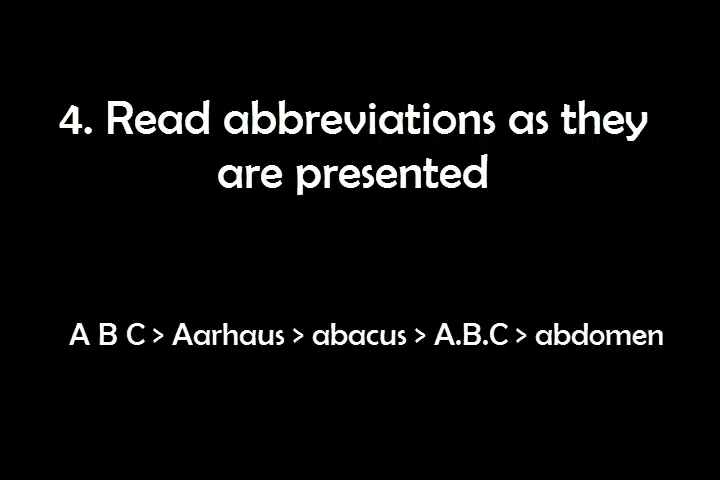 4. Read abbreviations as they
are presented
A B C > Aarhaus > abacus > A.B.C > abdomen